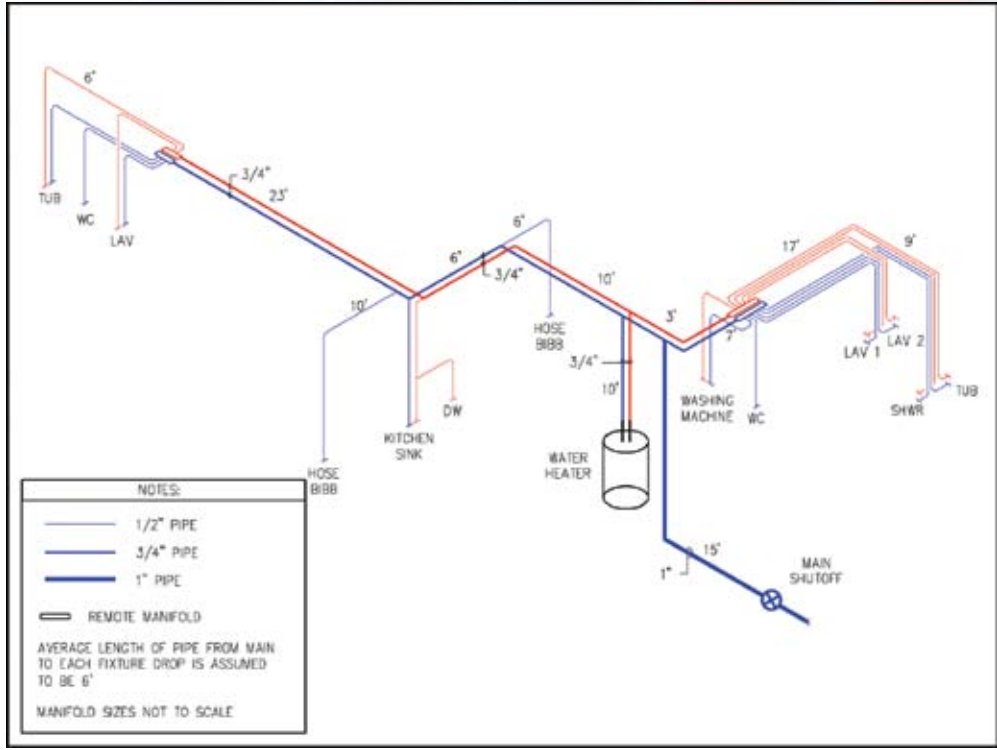 6'
3/4"
23'
TUB
WC
LAV
6'
6'
3/4"
10'
17'
9'
10'
3'
7'
HOSE
BIBB
3/4"
10'
LAV 1
LAV 2
WASHING
MACHINE
WC
SHWR
TUB
DW
KITCHEN
SINK
HOSE
BIBB
WATER
HEATER
15'
1"
MAIN
SHUTOFF
NOTES:
1/2" PIPE
3/4" PIPE
1" PIPE
REMOTE MANIFOLD
AVERAGE LENGTH OF PIPE FROM MAIN
TO EACH FIXTURE DROP IS ASSUMED
TO BE 6'
MANIFOLD SIZES NOT TO SCALE